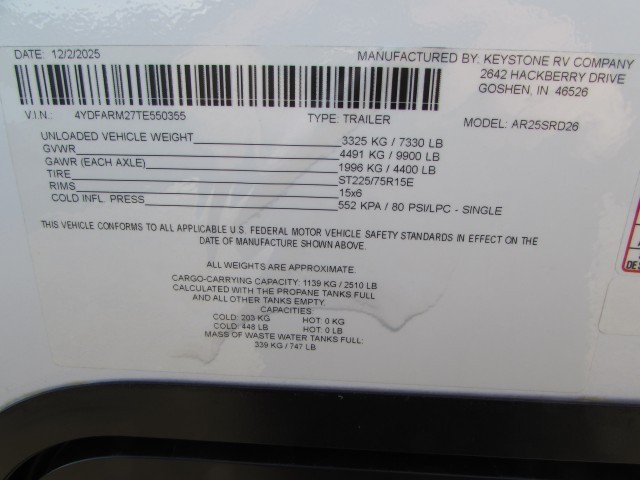 DATE: 12/2/2025
MANUFACTURED BY: KEYSTONE RV COMPANY
2642 HACKBERRY DRIVE
GOSHEN, IN 46526
V.I.N.: 4YDFARM27TE550355 TYPE: TRAILER MODEL: AR25SRD26
UNLOADED VEHICLE WEIGHT 3325 KG / 7330 LB
GVWR 4491 KG / 9900 LB
GAWR (EACH AXLE) 1996 KG / 4400 LB
TIRE ST225/75R15E
RIMS 15x6
COLD INFL. PRESS 552 KPA / 80 PSI/LPC - SINGLE
THIS VEHICLE CONFORMS TO ALL APPLICABLE U.S. FEDERAL MOTOR VEHICLE SAFETY STANDARDS IN EFFECT ON THE
DATE OF MANUFACTURE SHOWN ABOVE.
ALL WEIGHTS ARE APPROXIMATE.
CARGO-CARRYING CAPACITY: 1139 KG / 2510 LB
CALCULATED WITH THE PROPANE TANKS FULL
AND ALL OTHER TANKS EMPTY.
CAPACITIES:
COLD: 203 KG HOT: 0 KG
COLD: 448 LB HOT: 0 LB
MASS OF WASTE WATER TANKS FULL:
339 KG / 747 LB